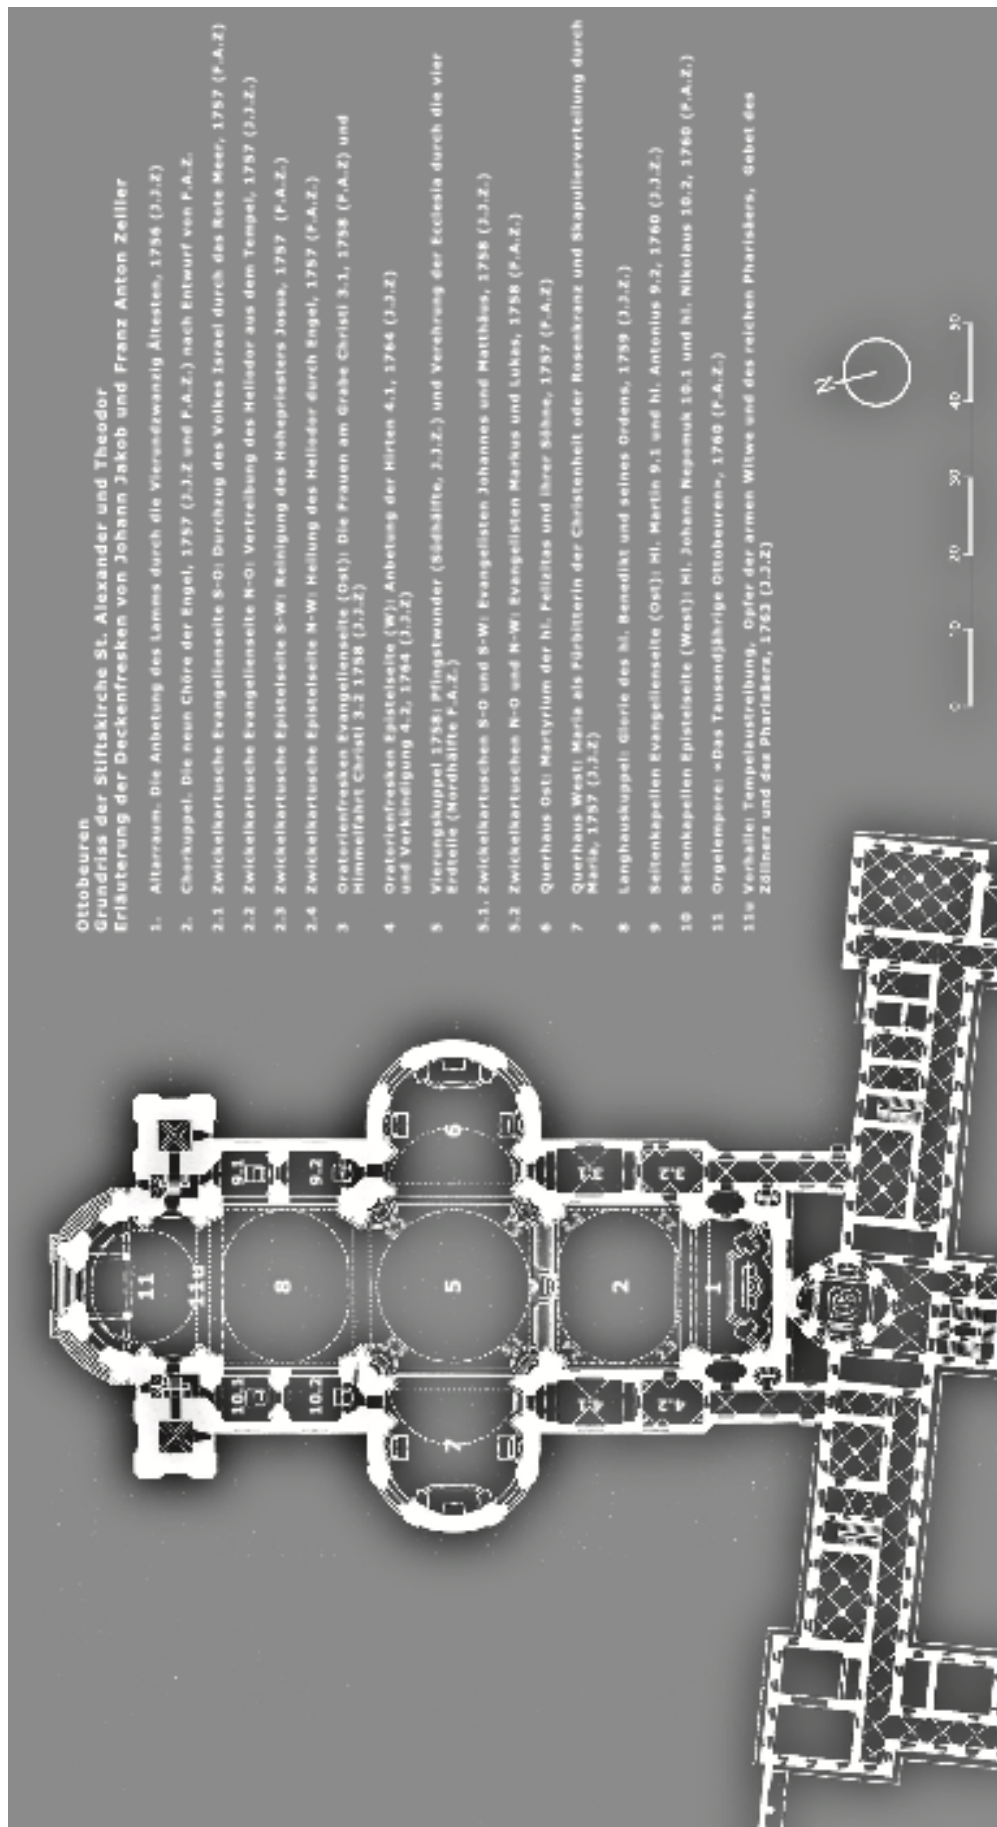 Ottobeuren
Grundriss der Stiftskirche St. Alexander und Theodor
Erläuterung der Deckenfresken von Johann Jakob und Franz Anton Zeiller
1. Altarraum. Die Anbetung des Lamms durch die Vierundzwanzig Ältesten, 1756 (J.J.Z)
2. Chorkuppel. Die neun Chöre der Engel, 1757 (J.J.Z und F.A.Z.) nach Entwurf von F.A.Z.
2.1 Zwickelkartusche Evangelienseite S-O: Durchzug des Volkes Israel durch das Rote Meer, 1757 (F.A.Z)
2.2 Zwickelkartusche Evanglienseite N-O: Vertreibung des Heliodor aus dem Tempel, 1757 (J.J.Z.)
2.3 Zwickelkartusche Epistelseite S-W: Reinigung des Hohepriesters Josua, 1757 (F.A.Z.)
2.4 Zwickelkartusche Epistelseite N-W: Heilung des Heliodor durch Engel, 1757 (F.A.Z.)
3 Oratorienfresken Evangelienseite (Ost): Die Frauen am Grabe Christi 3.1, 1758 (F.A.Z) und
Himmelfahrt Christi 3.2 1758 (J.J.Z)
4 Oratorienfresken Epistelseite (W): Anbetung der Hirten 4.1, 1764 (J.J.Z)
und Verkündigung 4.2, 1764 (J.J.Z)
5 Vierungskuppel 1758: Pfingstwunder (Südhälfte, J.J.Z.) und Verehrung der Ecclesia durch die vier
Erdteile (Nordhälfte F.A.Z.)
5.1. Zwickelkartuschen S-O und S-W: Evangelisten Johannes und Matthäus, 1758 (J.J.Z.)
5.2 Zwickelkartuschen N-O und N-W: Evangelisten Markus und Lukas, 1758 (F.A.Z.)
6 Querhaus Ost: Martyrium der hl. Felizitas und ihrer Söhne, 1757 (F.A.Z)
7 Querhaus West: Maria als Fürbitterin der Christenheit oder Rosenkranz und Skapulierverteilung durch
Maria, 1757 (J.J.Z)
8 Langhauskuppel: Glorie des hl. Benedikt und seines Ordens, 1759 (J.J.Z.)
9 Seitenkapellen Evangelienseite (Ost): Hl. Martin 9.1 und hl. Antonius 9.2, 1760 (J.J.Z.)
10 Seitenkapellen Epistelseite (West): Hl. Johann Nepomuk 10.1 und hl. Nikolaus 10.2, 1760 (F.A.Z.)
11 Orgelempore: «Das Tausendjährige Ottobeuren», 1760 (F.A.Z.)
11u Vorhalle: Tempelaustreibung, Opfer der armen Witwe und des reichen Pharisäers, Gebet des
Zöllners und des Pharisäers, 1763 (J.J.Z)
N
0 10 20 30 40 50
6
9.1 9.2 3.1 3.2
11 11u 8 5 2 1
10.1 10.2 4.1 4.2
7